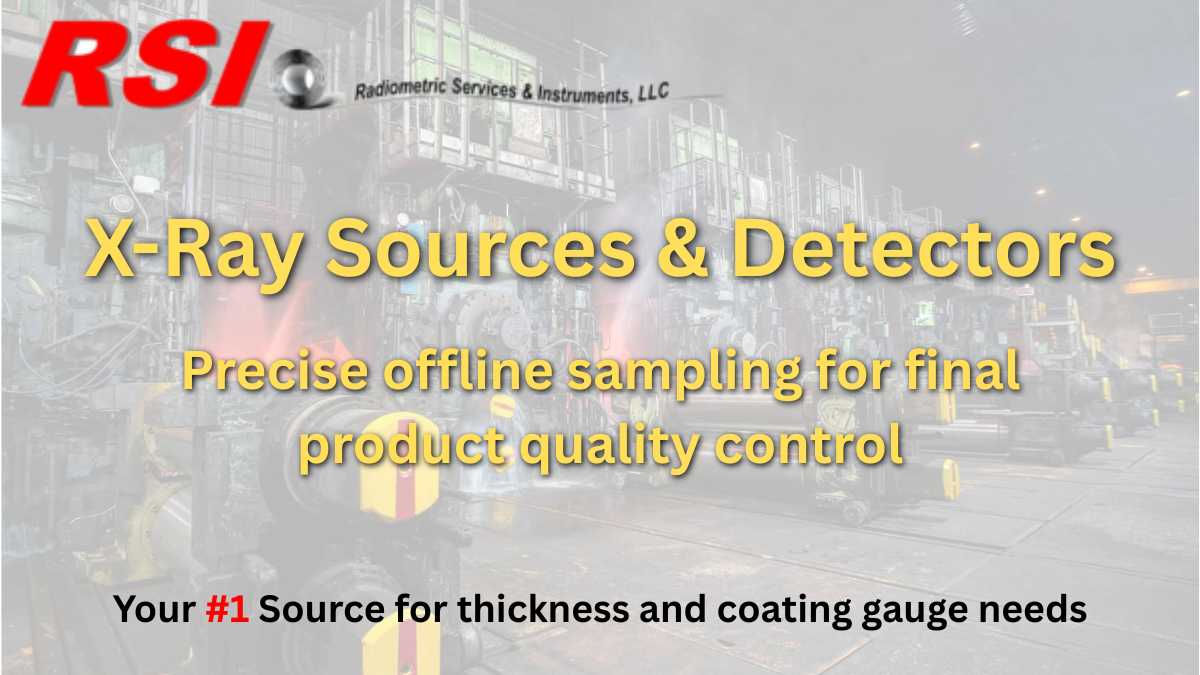 RSI
Radiometric Services & Instruments, LLC
X-Ray Sources & Detectors
Precise offline sampling for final
product quality control
Your #1 Source for thickness and coating gauge needs